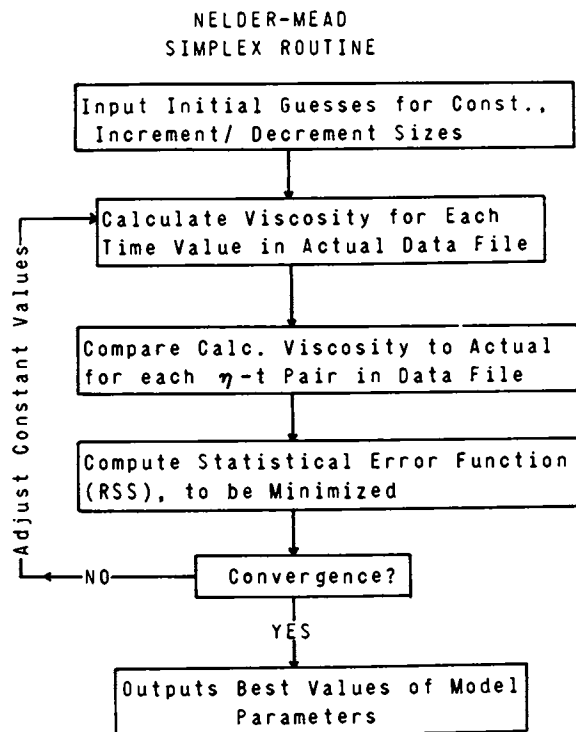 NELDER-MEAD
SIMPLEX ROUTINE
Input Initial Guesses for Const.,
Increment/ Decrement Sizes
Calculate Viscosity for Each
Time Value in Actual Data File
Compare Calc. Viscosity to Actual
for each η-t Pair in Data File
Compute Statistical Error Function
(RSS), to be Minimized
Convergence?
NO
Adjust Constant Values
YES
Outputs Best Values of Model
Parameters